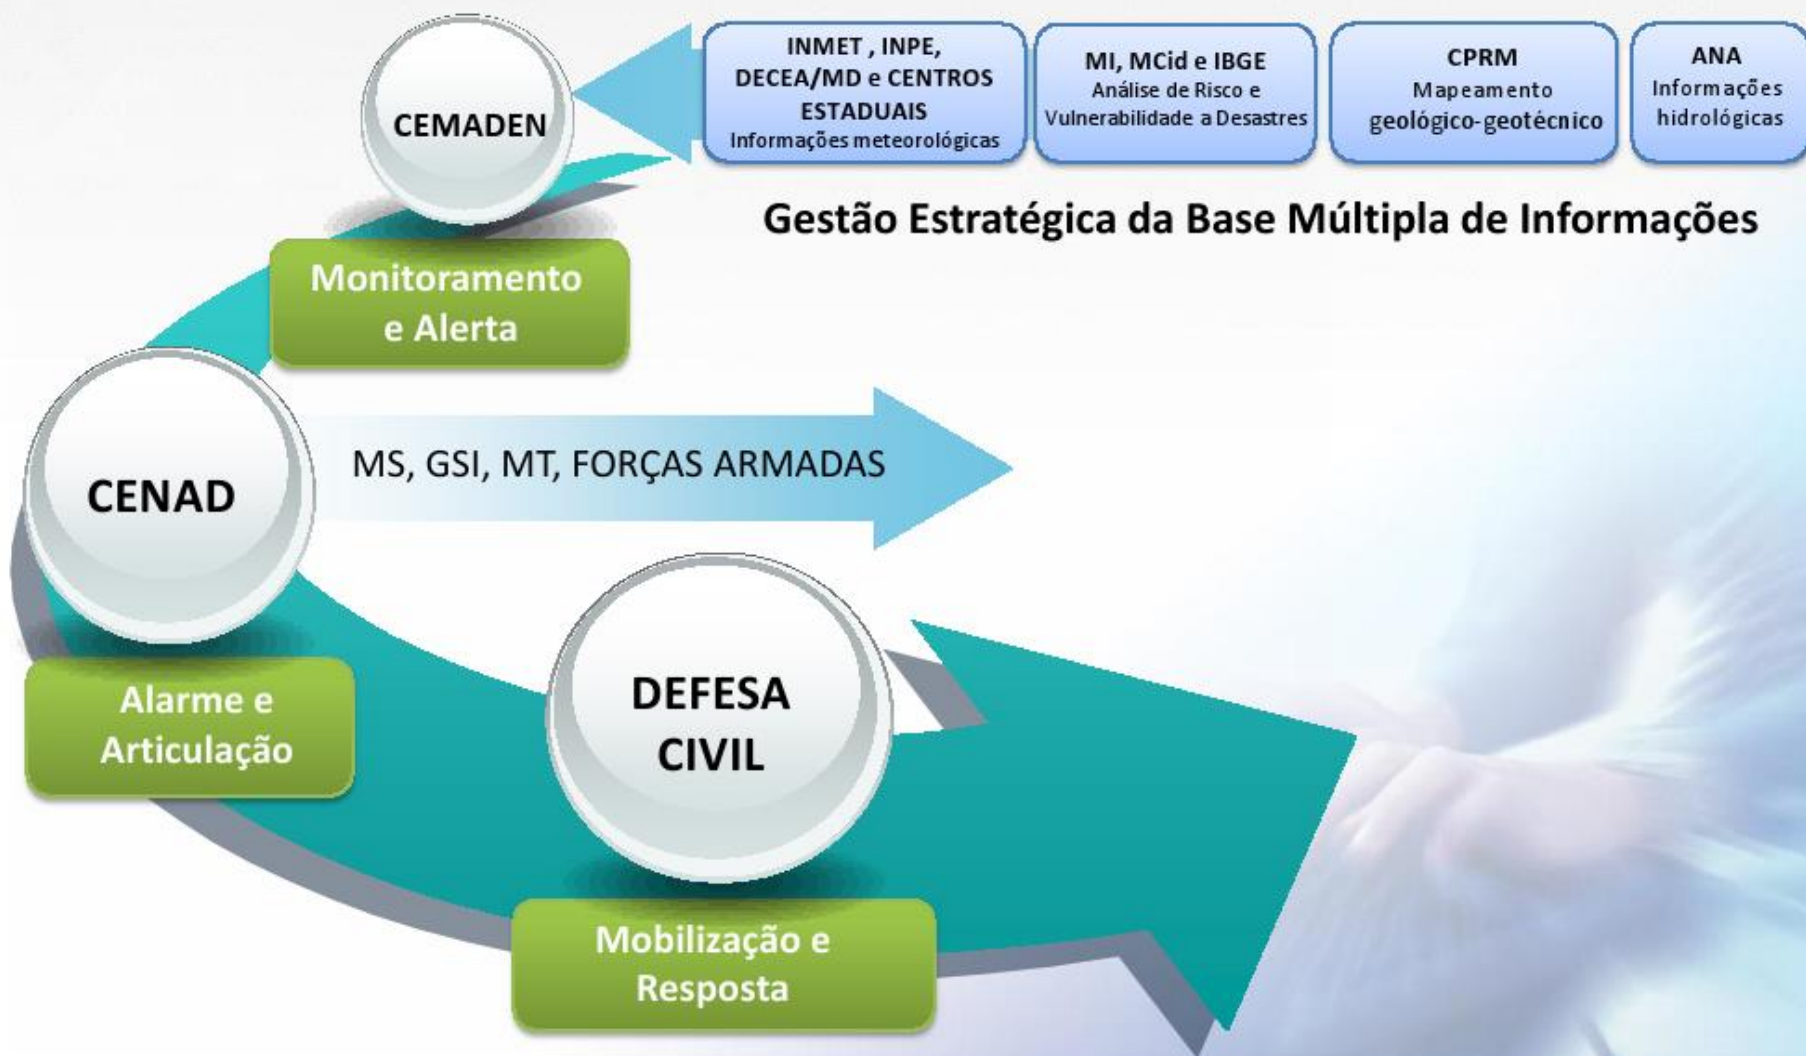 INMET , INPE,
DECEA/MD e CENTROS
ESTADUAIS
Informações meteorológicas
MI, MCid e IBGE
Análise de Risco e
Vulnerabilidade a Desastres
CPRM
Mapeamento
geológico-geotécnico
ANA
Informações
hidrológicas
CEMADEN
Gestão Estratégica da Base Múltipla de Informações
Monitoramento
e Alerta
CENAD
MS, GSI, MT, FORÇAS ARMADAS
Alarme e
Articulação
DEFESA
CIVIL
Mobilização e
Resposta